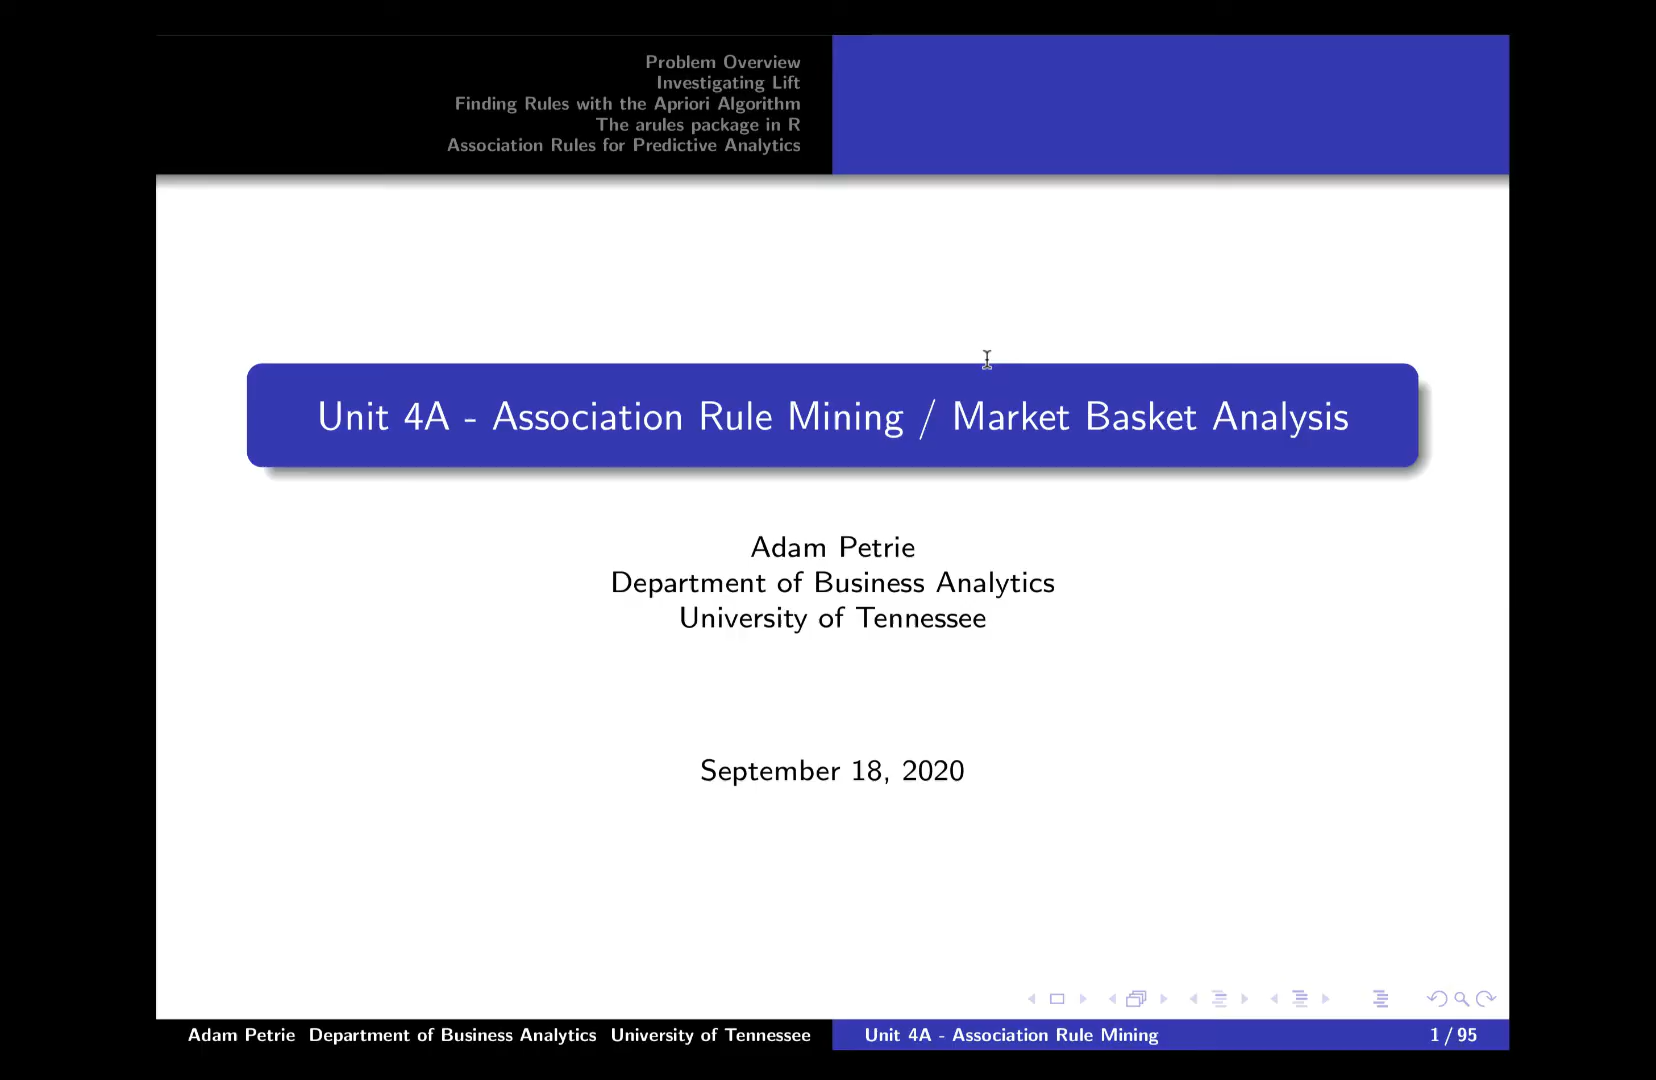 Problem Overview
Investigating Lift
Finding Rules with the Apriori Algorithm
The arules package in R
Association Rules for Predictive Analytics
Unit 4A - Association Rule Mining / Market Basket Analysis
Adam Petrie
Department of Business Analytics
University of Tennessee
September 18, 2020
Adam Petrie Department of Business Analytics University of Tennessee
Unit 4A - Association Rule Mining
1 / 95